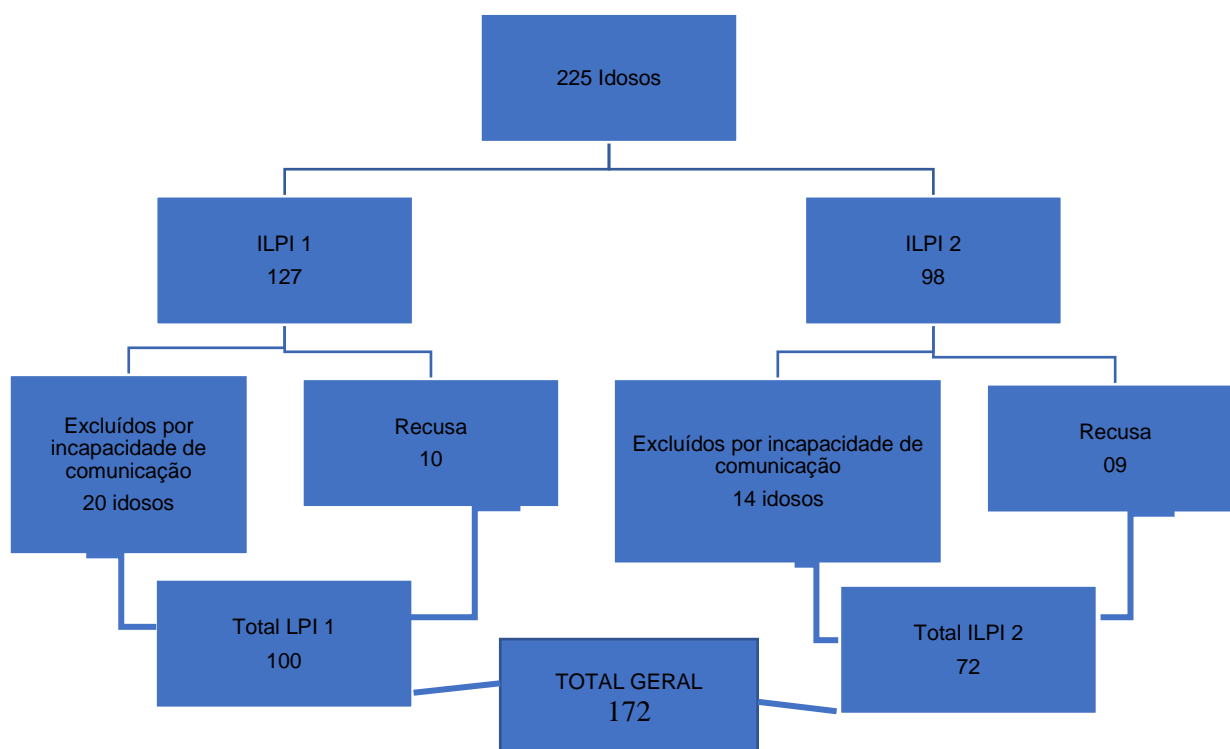 225 Idosos
ILPI 1
127
ILPI 2
98
Excluídos por
incapacidade de
comunicação
20 idosos
Recusa
10
Excluídos por incapacidade de
comunicação
14 idosos
Recusa
09
Total LPI 1
100
Total ILPI 2
72
TOTAL GERAL
172